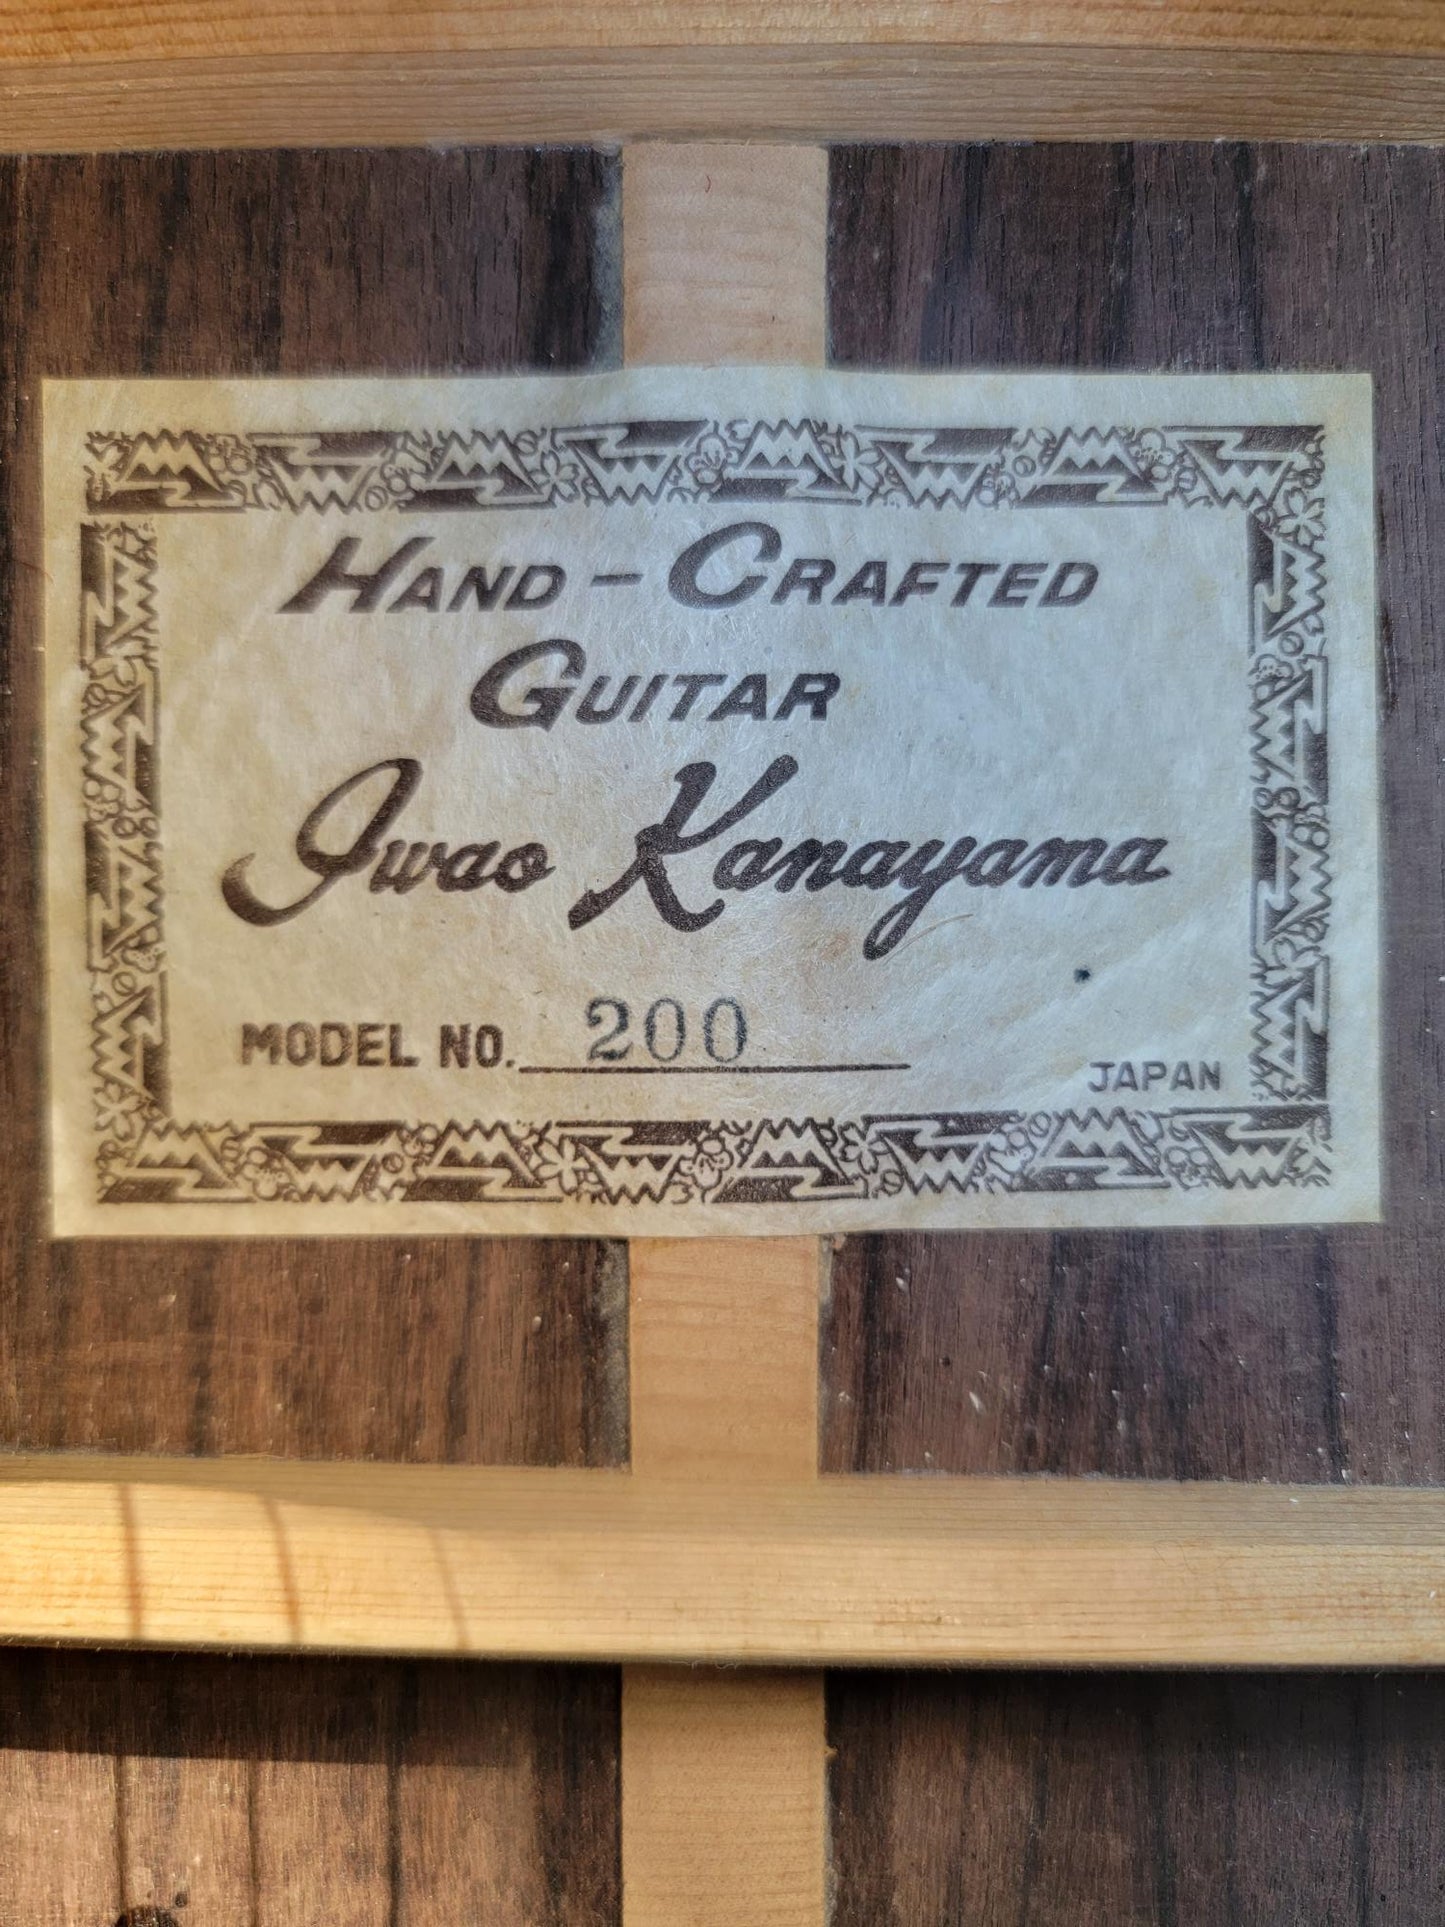 HAND-CRAFTED
GUITAR
Iwao Kanayama
MODEL NO. 200
JAPAN